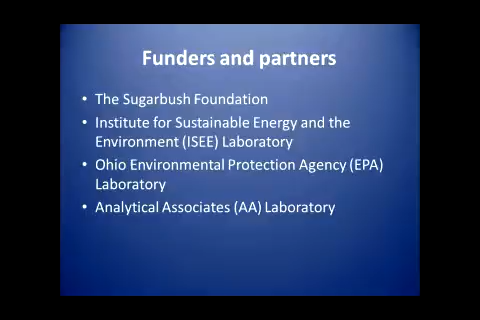 Funders and partners
• The Sugarbush Foundation
• Institute for Sustainable Energy and the
Environment (ISEE) Laboratory
• Ohio Environmental Protection Agency (EPA)
Laboratory
• Analytical Associates (AA) Laboratory